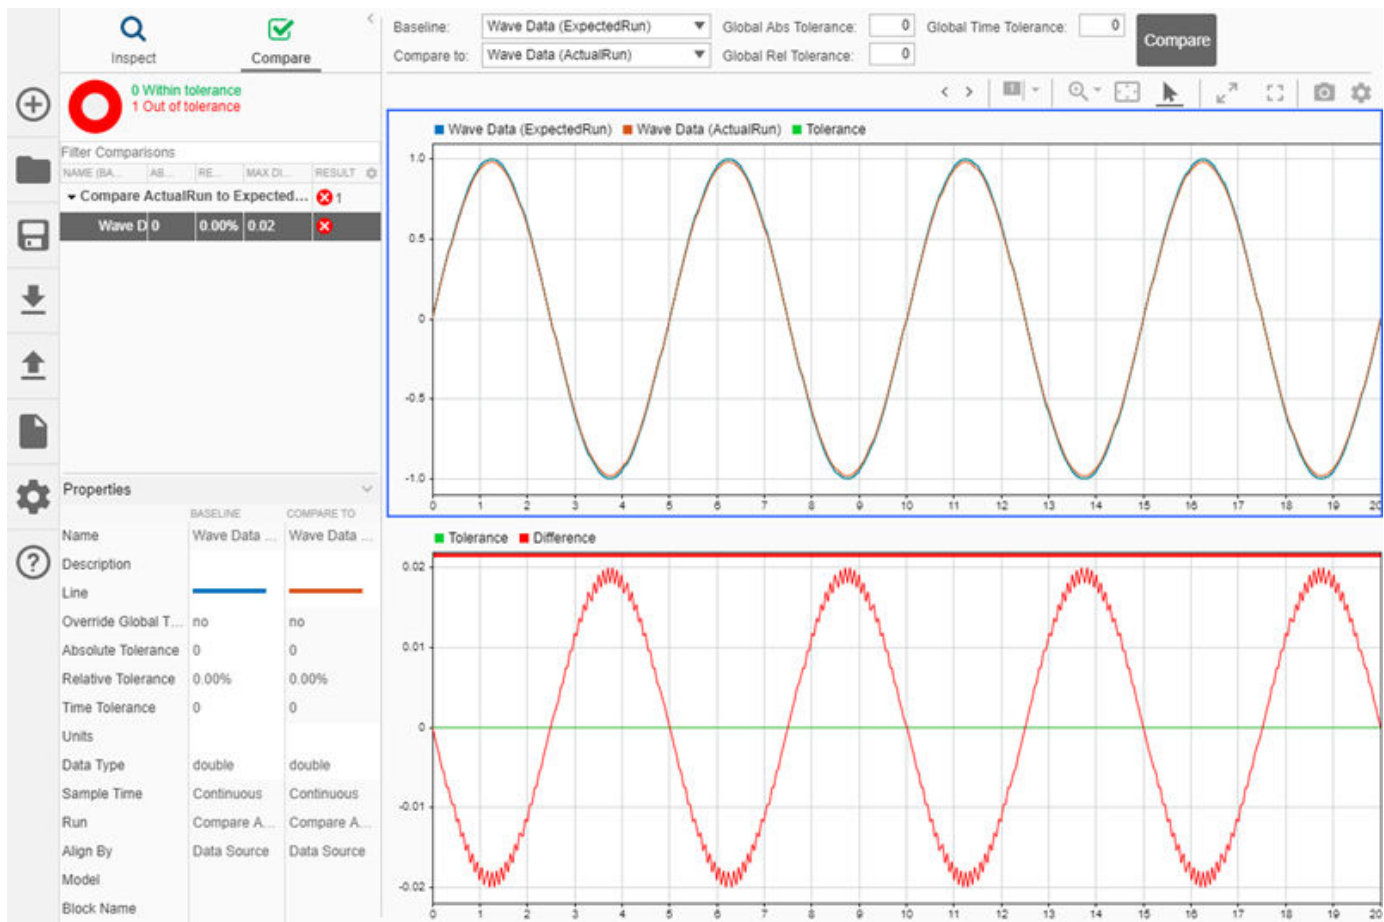 Inspect
Compare
0 Within tolerance
1 Out of tolerance
Filter Comparisons
NAME (BA... AB... RE... MAX DI... RESULT
Compare ActualRun to Expected... 1
Wave D 0 0.00% 0.02
Properties
BASELINE COMPARE TO
Name Wave Data ... Wave Data ...
Description
Line
Override Global T... no no
Absolute Tolerance 0 0
Relative Tolerance 0.00% 0.00%
Time Tolerance 0 0
Units
Data Type double double
Sample Time Continuous Continuous
Run Compare A... Compare A...
Align By Data Source Data Source
Model
Block Name
Baseline: Wave Data (ExpectedRun) Global Abs Tolerance: 0 Global Time Tolerance: 0
Compare to: Wave Data (ActualRun) Global Rel Tolerance: 0
Compare
Wave Data (ExpectedRun) Wave Data (ActualRun) Tolerance
1.0
0.5
0
-0.5
-1.0
0 1 2 3 4 5 6 7 8 9 10 11 12 13 14 15 16 17 18 19 20
Tolerance Difference
0.02
0.01
0
-0.01
-0.02
0 1 2 3 4 5 6 7 8 9 10 11 12 13 14 15 16 17 18 19 20